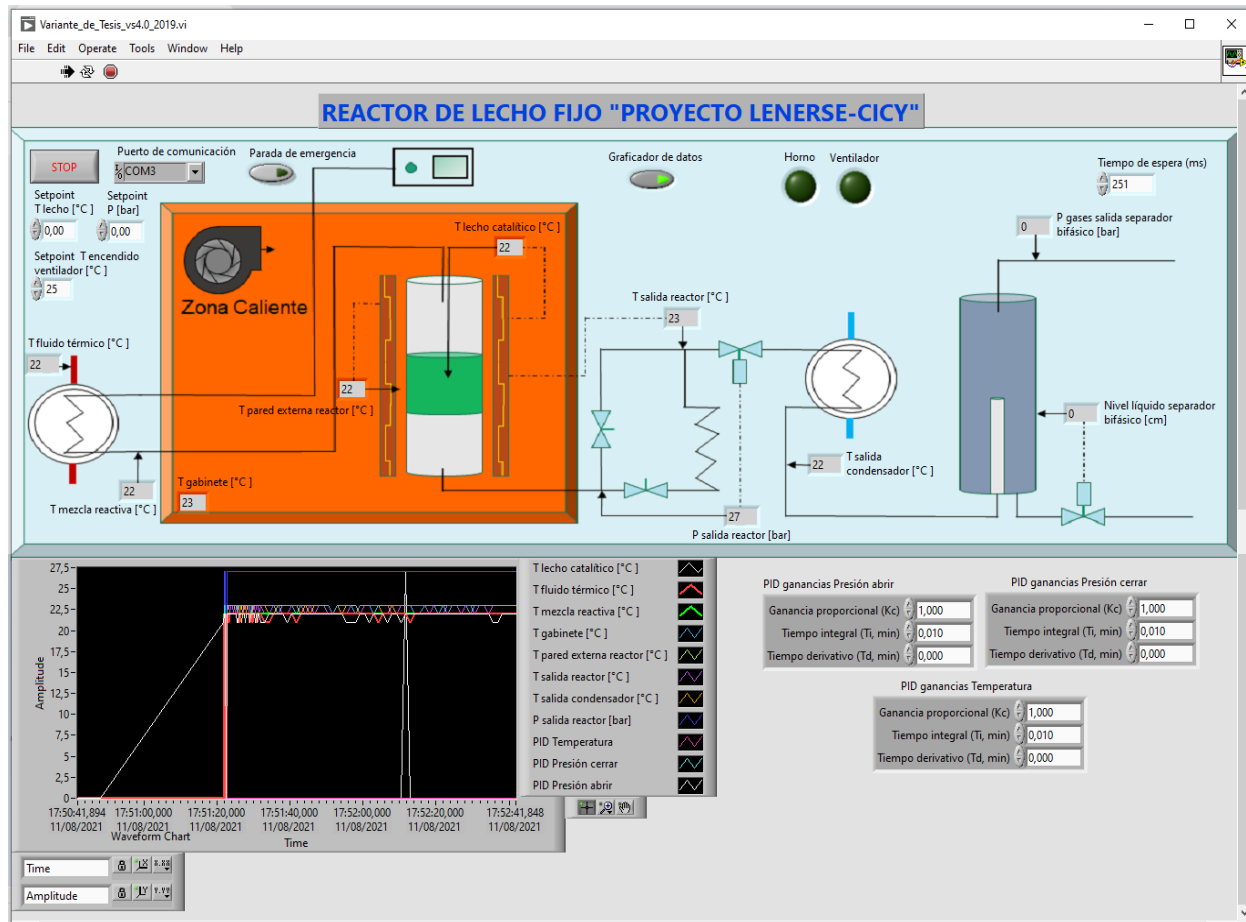 Variante_de_Tesis_vs4.0_2019.vi
File Edit Operate Tools Window Help
REACTOR DE LECHO FIJO "PROYECTO LENERSE-CICY"
STOP
Puerto de comunicación
COM3
Parada de emergencia
Graficador de datos
Horno
Ventilador
Tiempo de espera (ms)
251
Setpoint
T lecho [°C ]
0,00
Setpoint
P [bar]
0,00
Setpoint T encendido
ventilador [°C ]
25
Zona Caliente
T lecho catalítico [°C ]
22
P gases salida separador
bifásico [bar]
0
T salida reactor [°C ]
23
T fluido térmico [°C ]
22
22
T pared externa reactor [°C ]
Nivel líquido separador
bifásico [cm]
0
T salida
condensador [°C ]
22
T gabinete [°C ]
23
22
T mezcla reactiva [°C ]
27
P salida reactor [bar]
27,5
25
22,5
20
17,5
15
12,5
10
7,5
5
2,5
0
Amplitude
17:50:41,894 17:51:00,000 17:51:20,000 17:51:40,000 17:52:00,000 17:52:20,000 17:52:41,848
11/08/2021 11/08/2021 11/08/2021 11/08/2021 11/08/2021 11/08/2021 11/08/2021
Waveform Chart
Time
T lecho catalítico [°C ]
T fluido térmico [°C ]
T mezcla reactiva [°C ]
T gabinete [°C ]
T pared externa reactor [°C ]
T salida reactor [°C ]
T salida condensador [°C ]
P salida reactor [bar]
PID Temperatura
PID Presión cerrar
PID Presión abrir
PID ganancias Presión abrir
Ganancia proporcional (Kc) 1,000
Tiempo integral (Ti, min) 0,010
Tiempo derivativo (Td, min) 0,000
PID ganancias Presión cerrar
Ganancia proporcional (Kc) 1,000
Tiempo integral (Ti, min) 0,010
Tiempo derivativo (Td, min) 0,000
PID ganancias Temperatura
Ganancia proporcional (Kc) 1,000
Tiempo integral (Ti, min) 0,010
Tiempo derivativo (Td, min) 0,000
Time
Amplitude